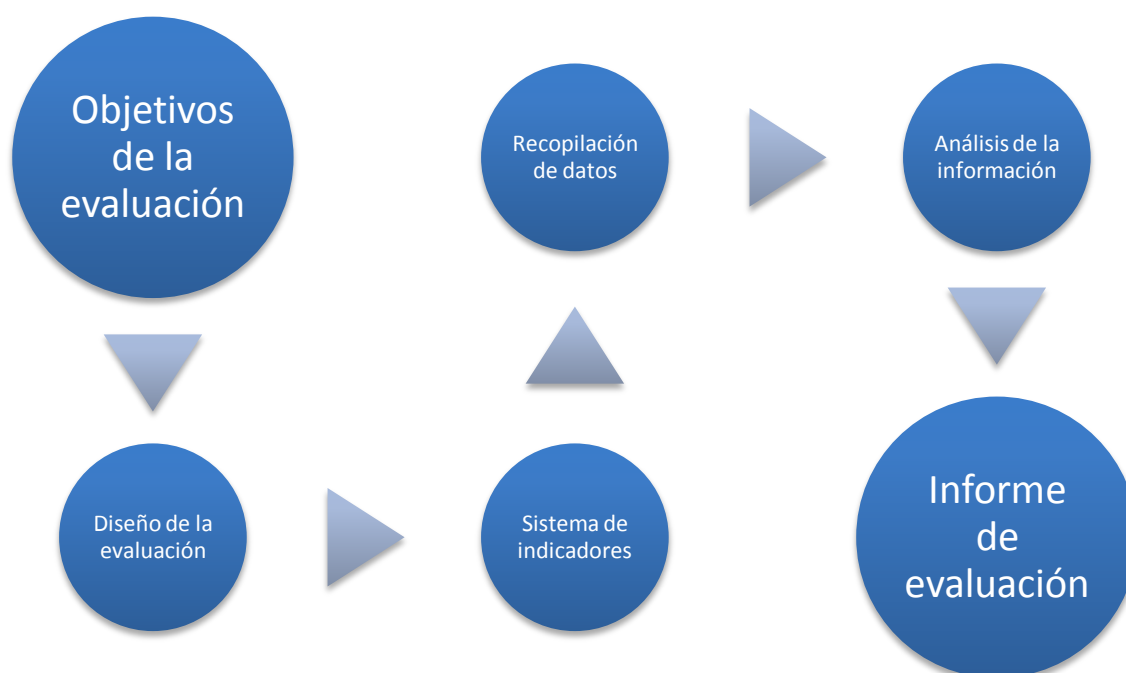 Objetivos
de la
evaluación
Diseño de la
evaluación
Sistema de
indicadores
Recopilación
de datos
Análisis de la
información
Informe
de
evaluación